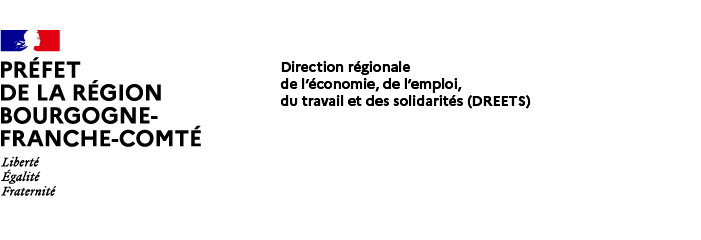 PRÉFET
DE LA RÉGION
BOURGOGNE-
FRANCHE-COMTÉ
Liberté
Égalité
Fraternité
Direction régionale
de l'économie, de l'emploi,
du travail et des solidarités (DREETS)